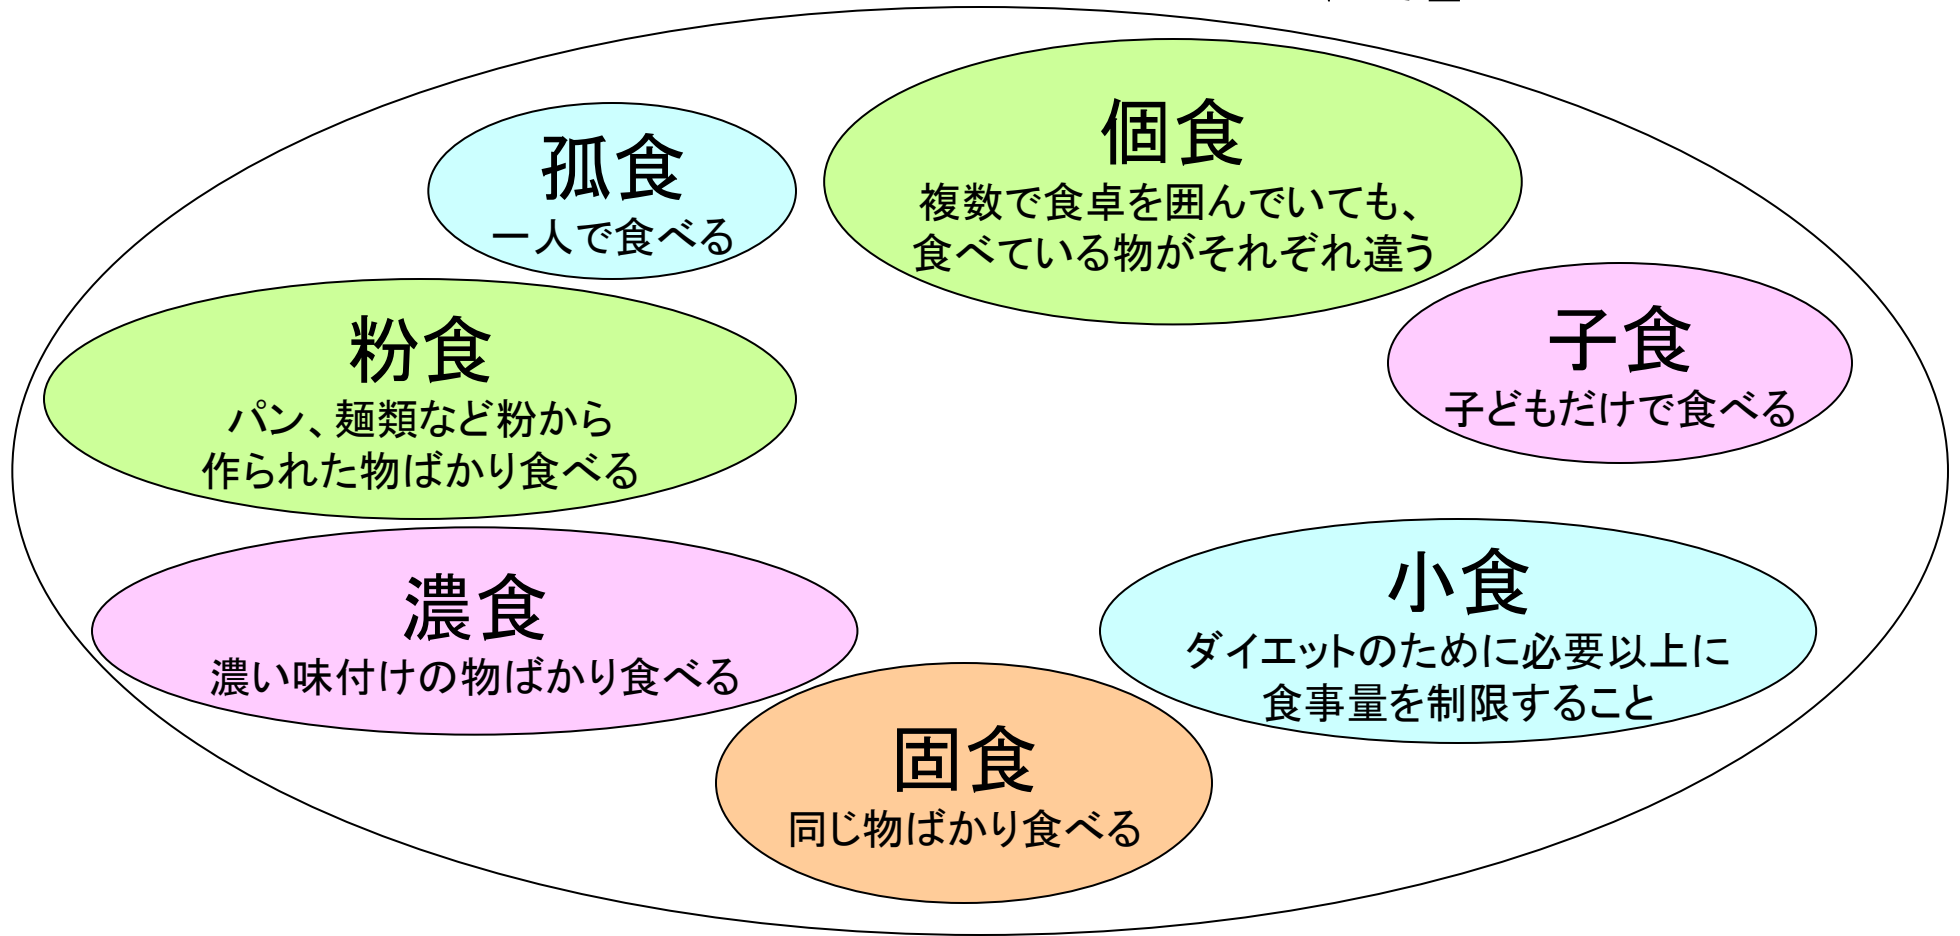 孤食
一人で食べる
個食
複数で食卓を囲んでいても、
食べている物がそれぞれ違う
粉食
パン、麺類など粉から
作られた物ばかり食べる
子食
子どもだけで食べる
濃食
濃い味付けの物ばかり食べる
小食
ダイエットのために必要以上に
食事量を制限すること
固食
同じ物ばかり食べる